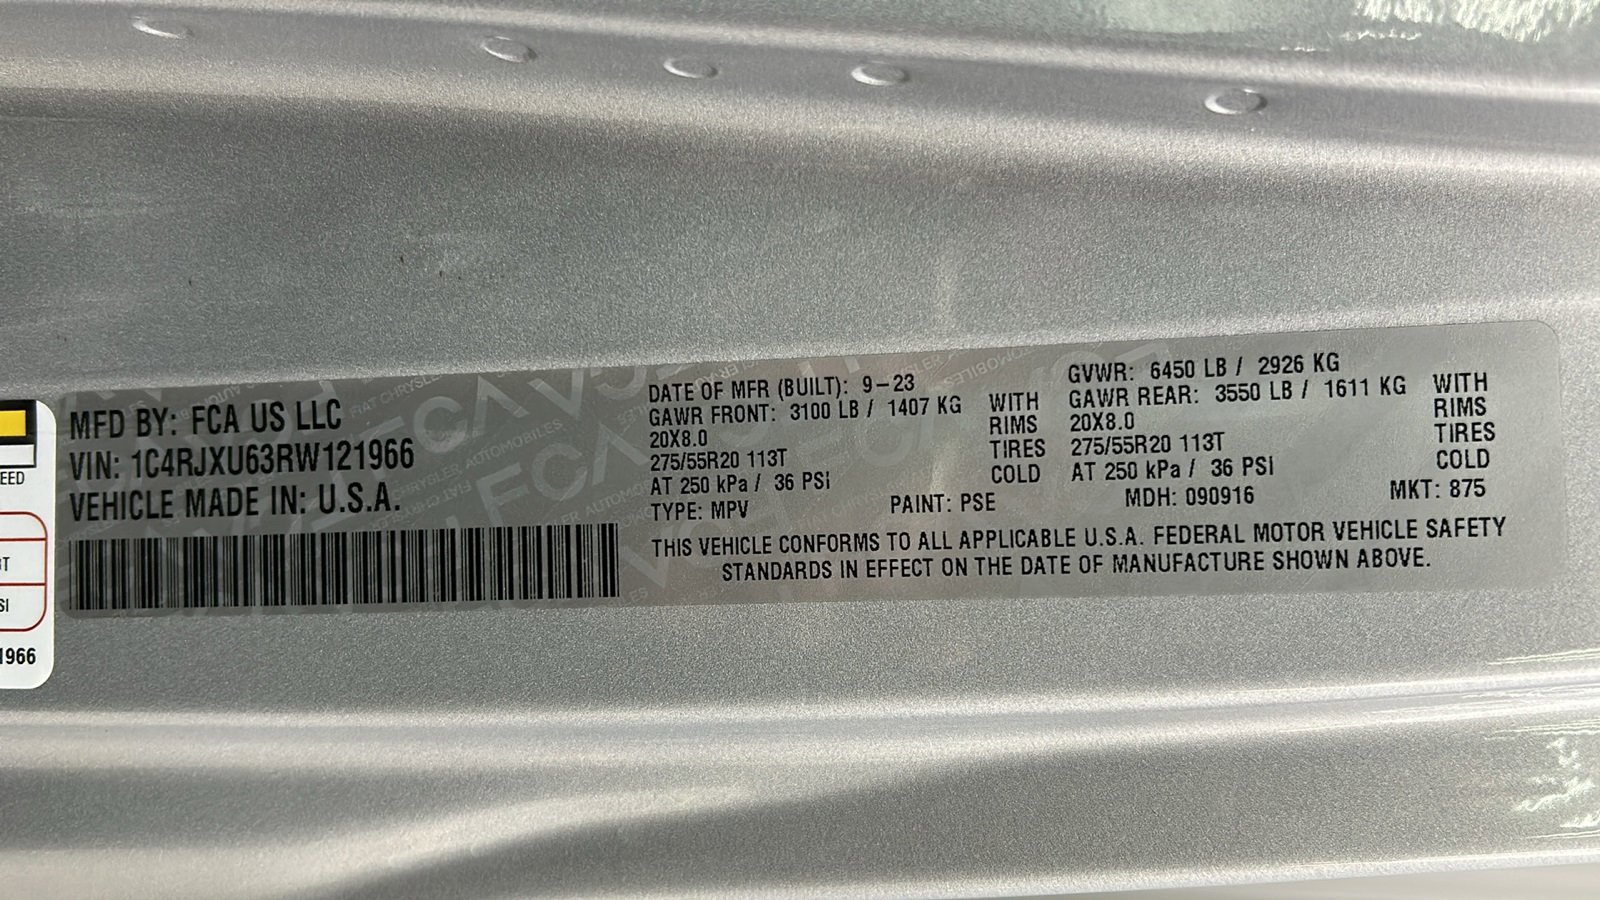 MFD BY: FCA US LLC
VIN: 1C4RJXU63RW121966
VEHICLE MADE IN: U.S.A.
DATE OF MFR (BUILT): 9-23
GAWR FRONT: 3100 LB / 1407 KG WITH
20X8.0 RIMS
275/55R20 113T TIRES
AT 250 kPa / 36 PSI COLD
TYPE: MPV PAINT: PSE
GVWR: 6450 LB / 2926 KG
GAWR REAR: 3550 LB / 1611 KG WITH
20X8.0 RIMS
275/55R20 113T TIRES
AT 250 kPa / 36 PSI COLD
MDH: 090916 MKT: 875
THIS VEHICLE CONFORMS TO ALL APPLICABLE U.S.A. FEDERAL MOTOR VEHICLE SAFETY
STANDARDS IN EFFECT ON THE DATE OF MANUFACTURE SHOWN ABOVE.
FCA
FCA
1966